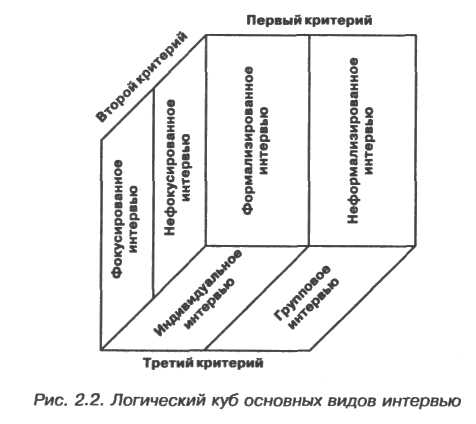 Первый критерий
Второй критерий
Фокусированное
интервью
Нефокусированное
интервью
Формализированное
интервью
Неформализированное
интервью
Индивидуальное
интервью
Групповое
интервью
Третий критерий
Рис. 2.2. Логический куб основных видов интервью